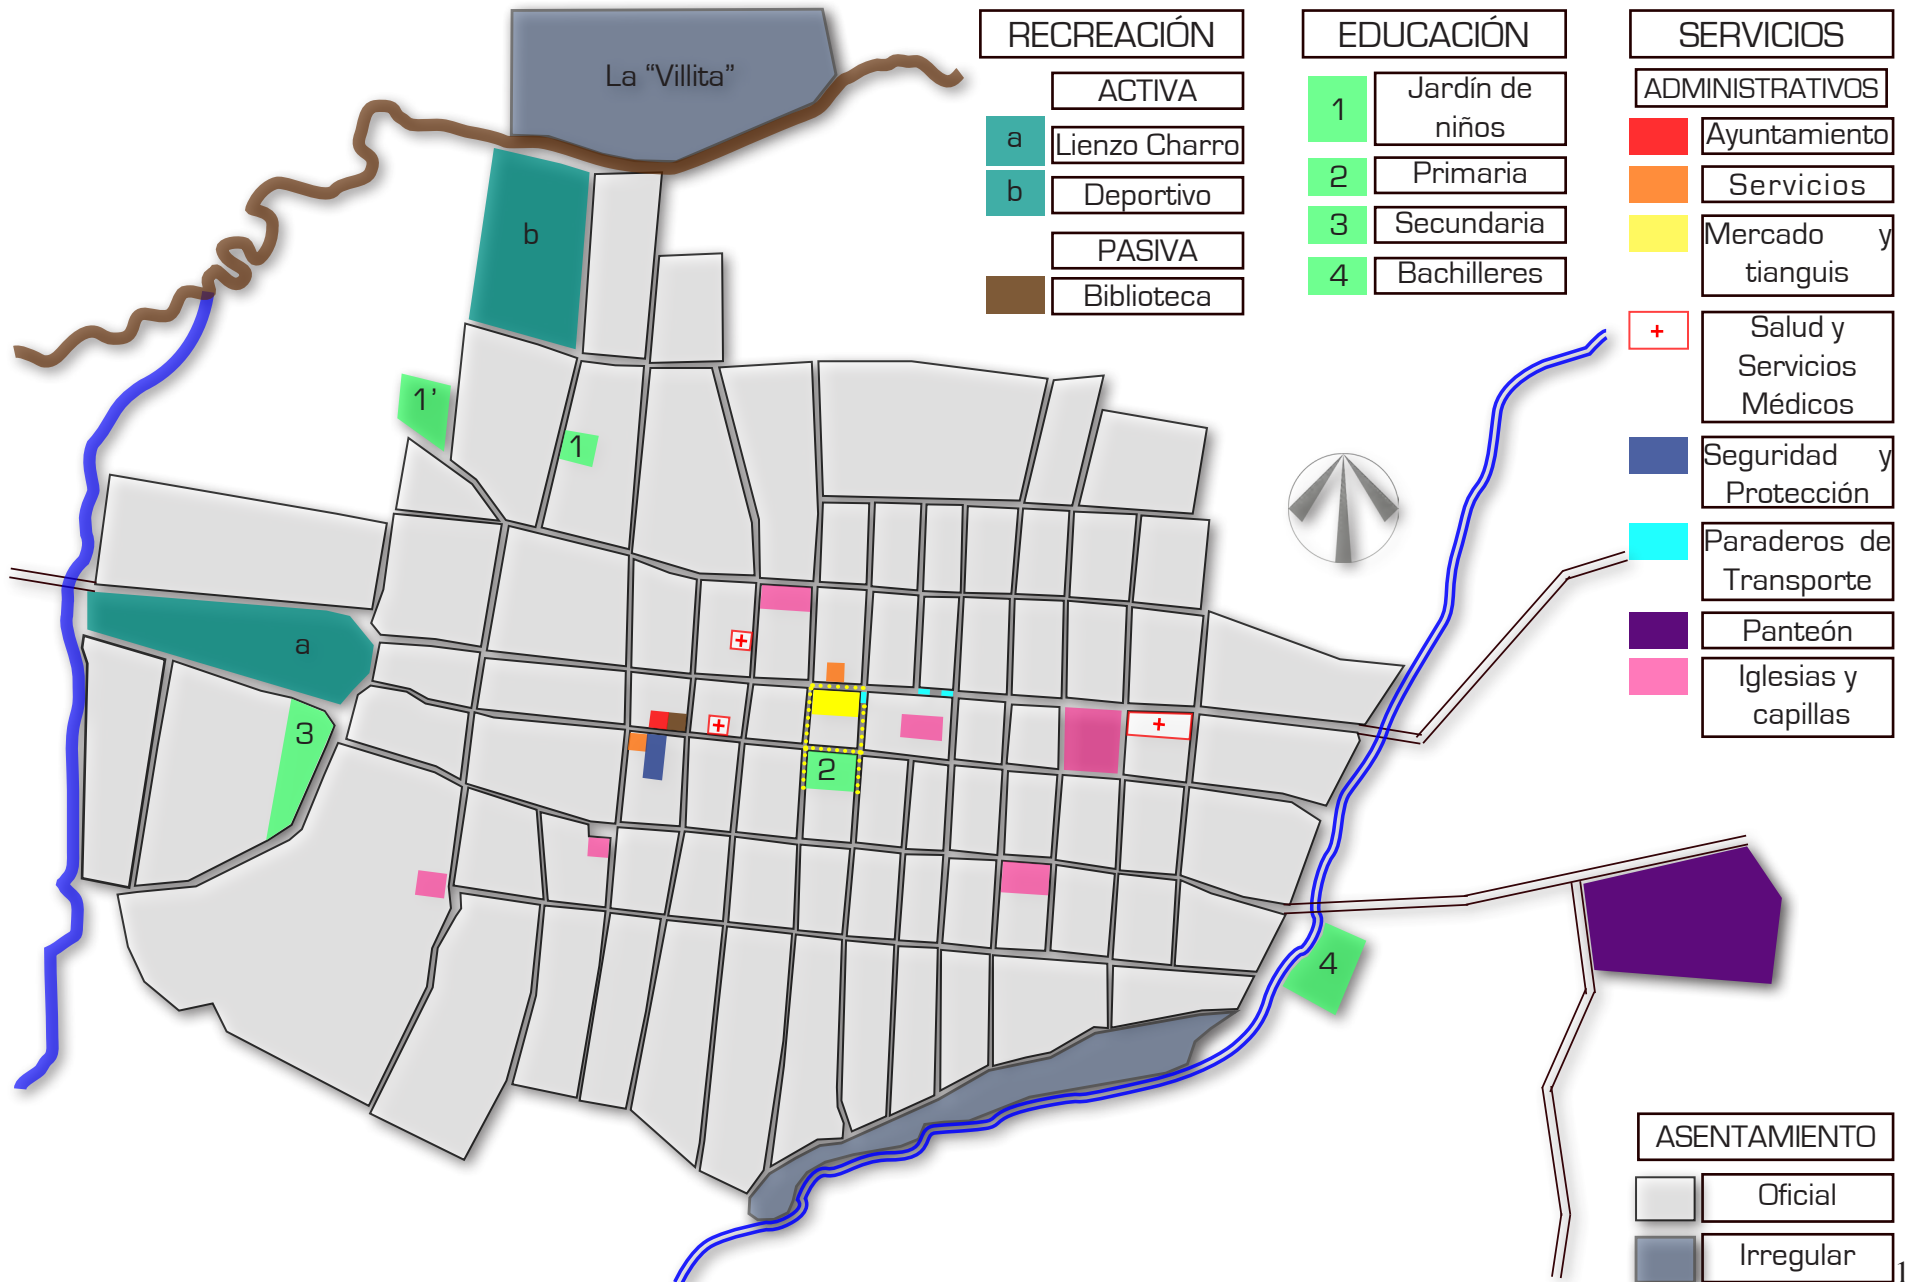 La "Villita"
b
1'
1
a
3
2
4
RECREACIÓN
ACTIVA
a
Lienzo Charro
b
Deportivo
PASIVA
Biblioteca
EDUCACIÓN
1
Jardín de
niños
2
Primaria
3
Secundaria
4
Bachilleres
SERVICIOS
ADMINISTRATIVOS
Ayuntamiento
Servicios
Mercado y
tianguis
Salud y
Servicios
Médicos
Seguridad y
Protección
Paraderos de
Transporte
Panteón
Iglesias y
capillas
ASENTAMIENTO
Oficial
Irregular
1